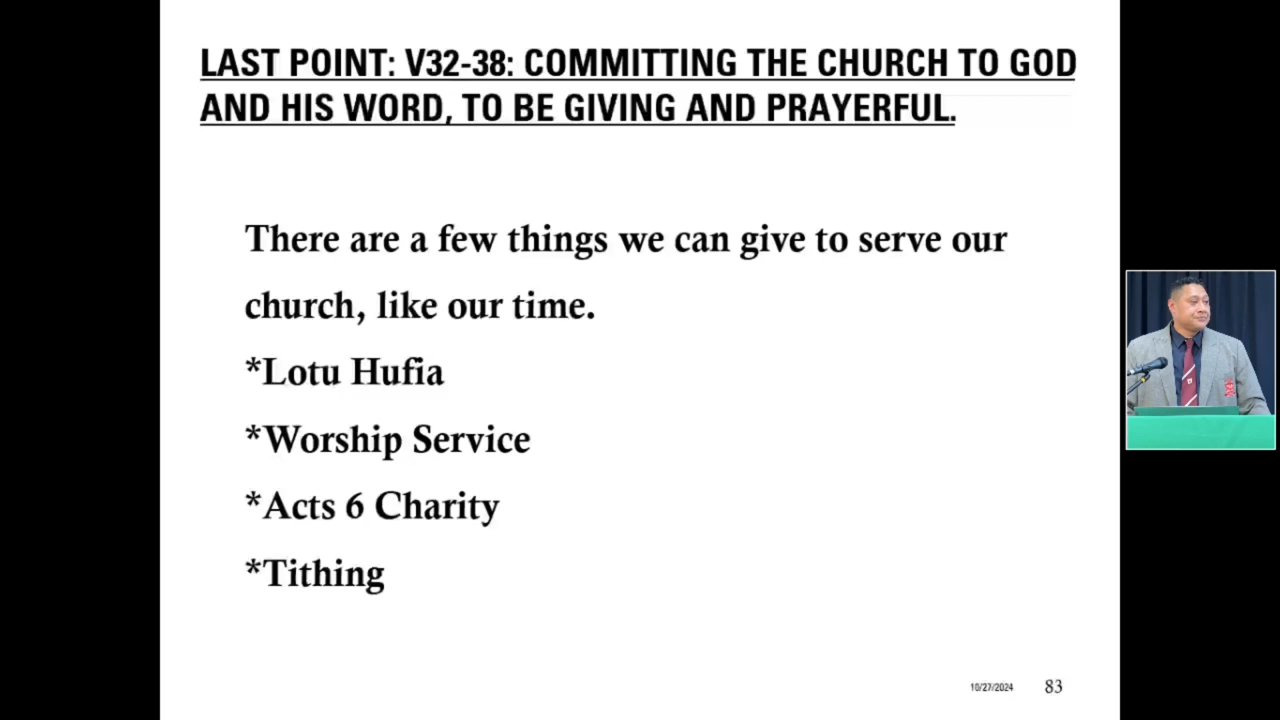 LAST POINT: V32-38: COMMITTING THE CHURCH TO GOD
AND HIS WORD, TO BE GIVING AND PRAYERFUL.
There are a few things we can give to serve our
church, like our time.
*Lotu Hufia
*Worship Service
*Acts 6 Charity
*Tithing
10/27/2024 83